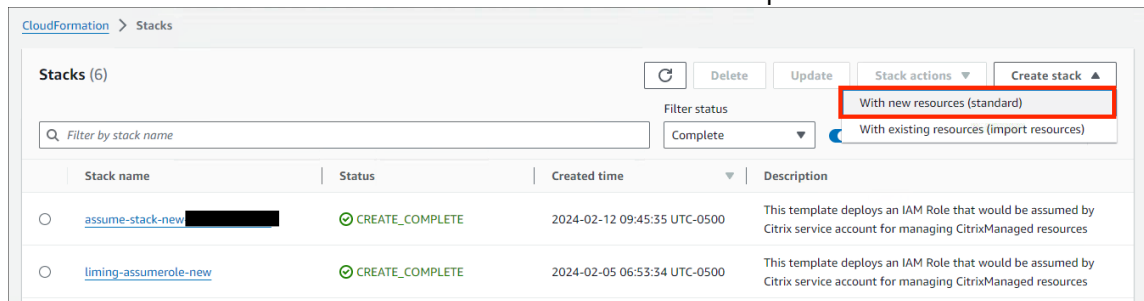 CloudFormation > Stacks
Stacks (6)
Delete
Update
Stack actions
Create stack
Filter status
With new resources (standard)
Filter by stack name
Complete
With existing resources (import resources)
Stack name
Status
Created time
Description
assume-stack-new
CREATE_COMPLETE
2024-02-12 09:45:35 UTC-0500
This template deploys an IAM Role that would be assumed by
Citrix service account for managing CitrixManaged resources
liming-assumerole-new
CREATE_COMPLETE
2024-02-05 06:53:34 UTC-0500
This template deploys an IAM Role that would be assumed by
Citrix service account for managing CitrixManaged resources